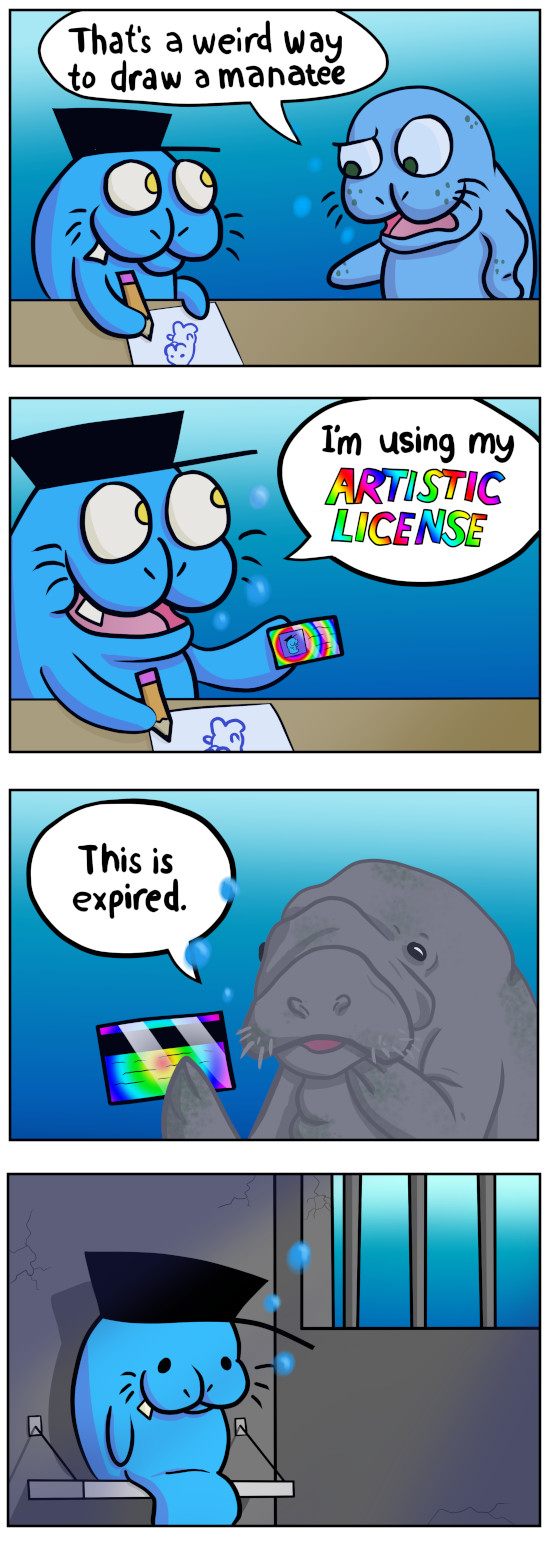 That's a weird way
to draw a manatee
I'm using my
ARTISTIC
LICENSE
This is
expired.